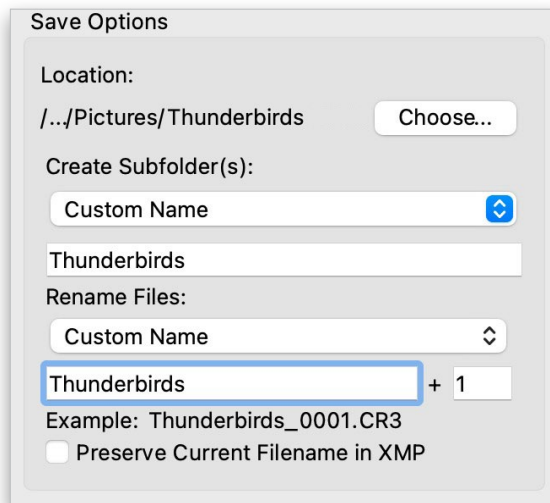 Save Options
Location:
/.../Pictures/Thunderbirds
Choose...
Create Subfolder(s):
Custom Name
Thunderbirds
Rename Files:
Custom Name
Thunderbirds + 1
Example: Thunderbirds_0001.CR3
Preserve Current Filename in XMP